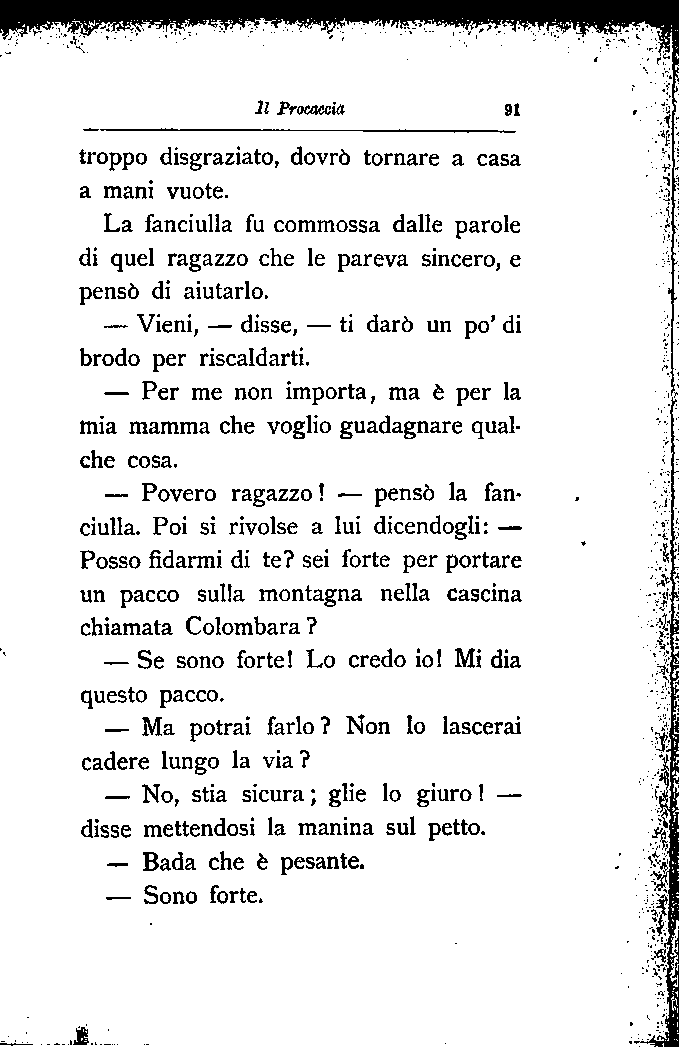 Il Procaccia 91
troppo disgraziato, dovrò tornare a casa
a mani vuote.
La fanciulla fu commossa dalle parole
di quel ragazzo che le pareva sincero, e
pensò di aiutarlo.
— Vieni, — disse, — ti darò un po' di
brodo per riscaldarti.
— Per me non importa, ma è per la
mia mamma che voglio guadagnare qual-
che cosa.
— Povero ragazzo! — pensò la fan-
ciulla. Poi si rivolse a lui dicendogli: —
Posso fidarmi di te? sei forte per portare
un pacco sulla montagna nella cascina
chiamata Colombara?
— Se sono forte! Lo credo io! Mi dia
questo pacco.
— Ma potrai farlo? Non lo lascerai
cadere lungo la via?
— No, stia sicura; glie lo giuro! —
disse mettendosi la manina sul petto.
— Bada che è pesante.
— Sono forte.